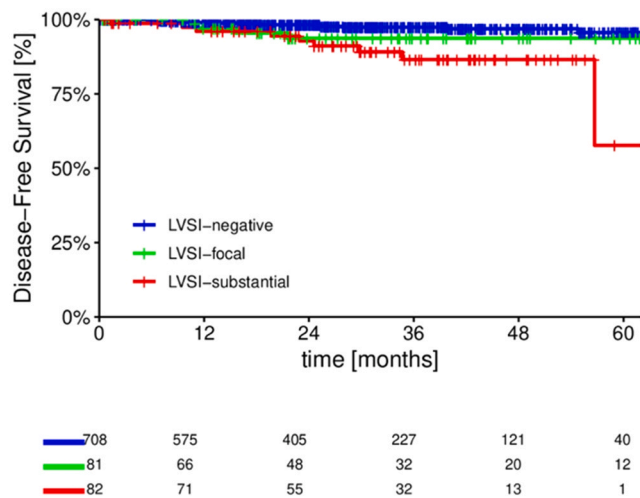 Disease−Free Survival [%]
100%
75%
50%
25%
0%
LVSI−negative
LVSI−focal
LVSI−substantial
0 12 24 36 48 60
time [months]
708 575 405 227 121 40
81 66 48 32 20 12
82 71 55 32 13 1